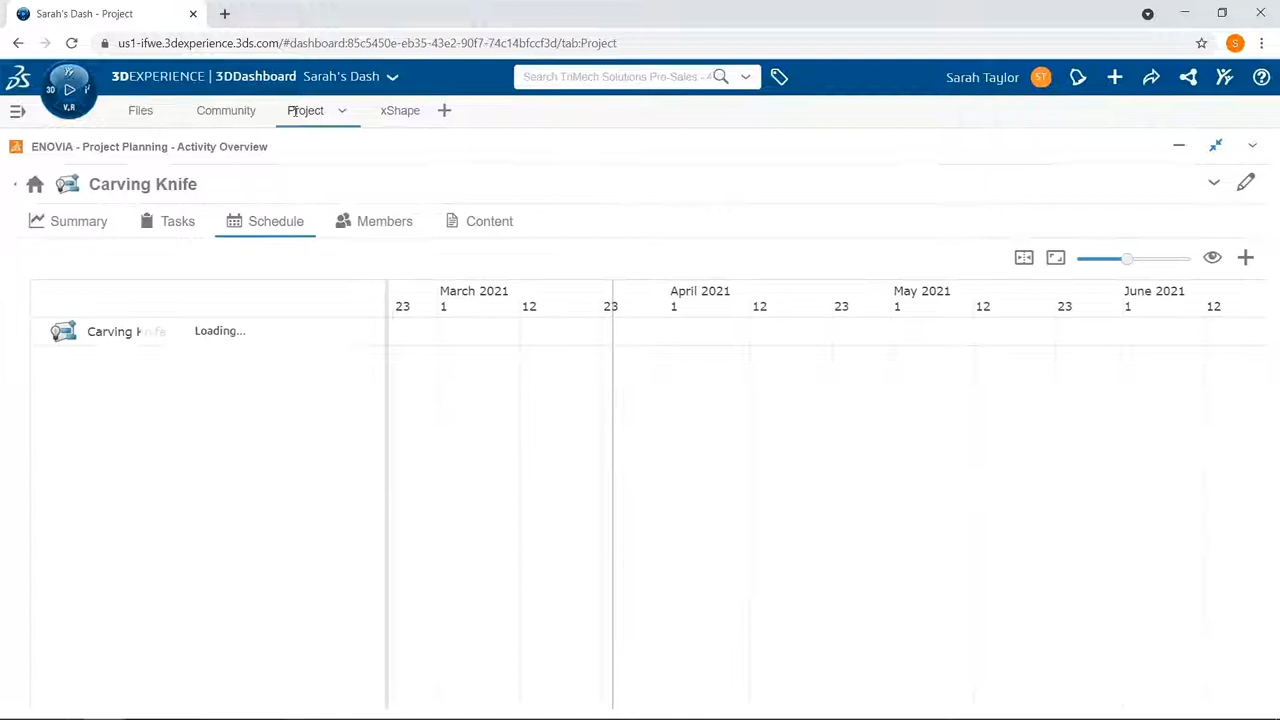 Sarah's Dash - Project
us1-ifwe.3dexperience.3ds.com/#dashboard:85c5450e-eb35-43e2-90f7-74c14bfccf3d/tab:Project
S
3D V.R
3DEXPERIENCE | 3DDashboard Sarah's Dash
Search TriMech Solutions Pre-Sales - 4
Sarah Taylor ST
Files Community Project xShape
ENOVIA - Project Planning - Activity Overview
Carving Knife
Summary Tasks Schedule Members Content
March 2021 April 2021 May 2021 June 2021
23 1 12 23 1 12 23 1 12 23 1 12
Carving Knife Loading...